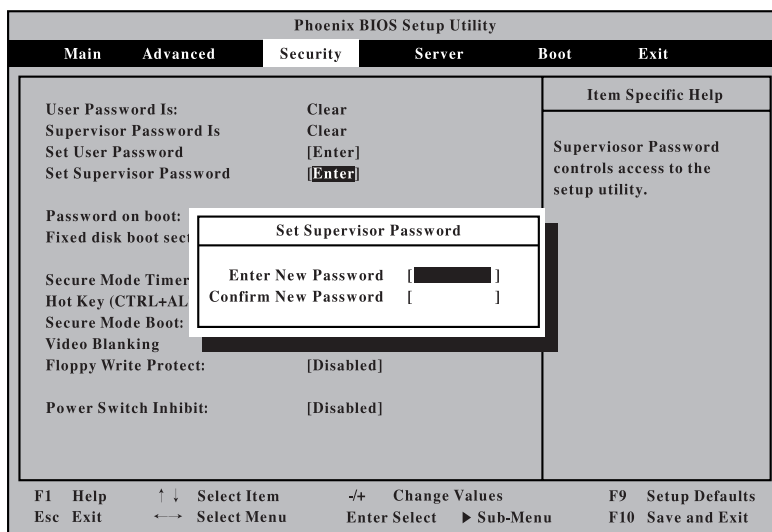 Phoenix BIOS Setup Utility
Main Advanced Security Server Boot Exit
User Password Is: Clear
Supervisor Password Is Clear
Set User Password [Enter]
Set Supervisor Password [Enter]
Password on boot:
Fixed disk boot sect
Secure Mode Timer
Hot Key (CTRL+AL
Secure Mode Boot:
Video Blanking
Floppy Write Protect: [Disabled]
Power Switch Inhibit: [Disabled]
Item Specific Help
Superviosor Password
controls access to the
setup utility.
Set Supervisor Password
Enter New Password [ ]
Confirm New Password [ ]
F1 Help ↑↓ Select Item -/+ Change Values F9 Setup Defaults
Esc Exit ←→ Select Menu Enter Select ▶ Sub-Menu F10 Save and Exit